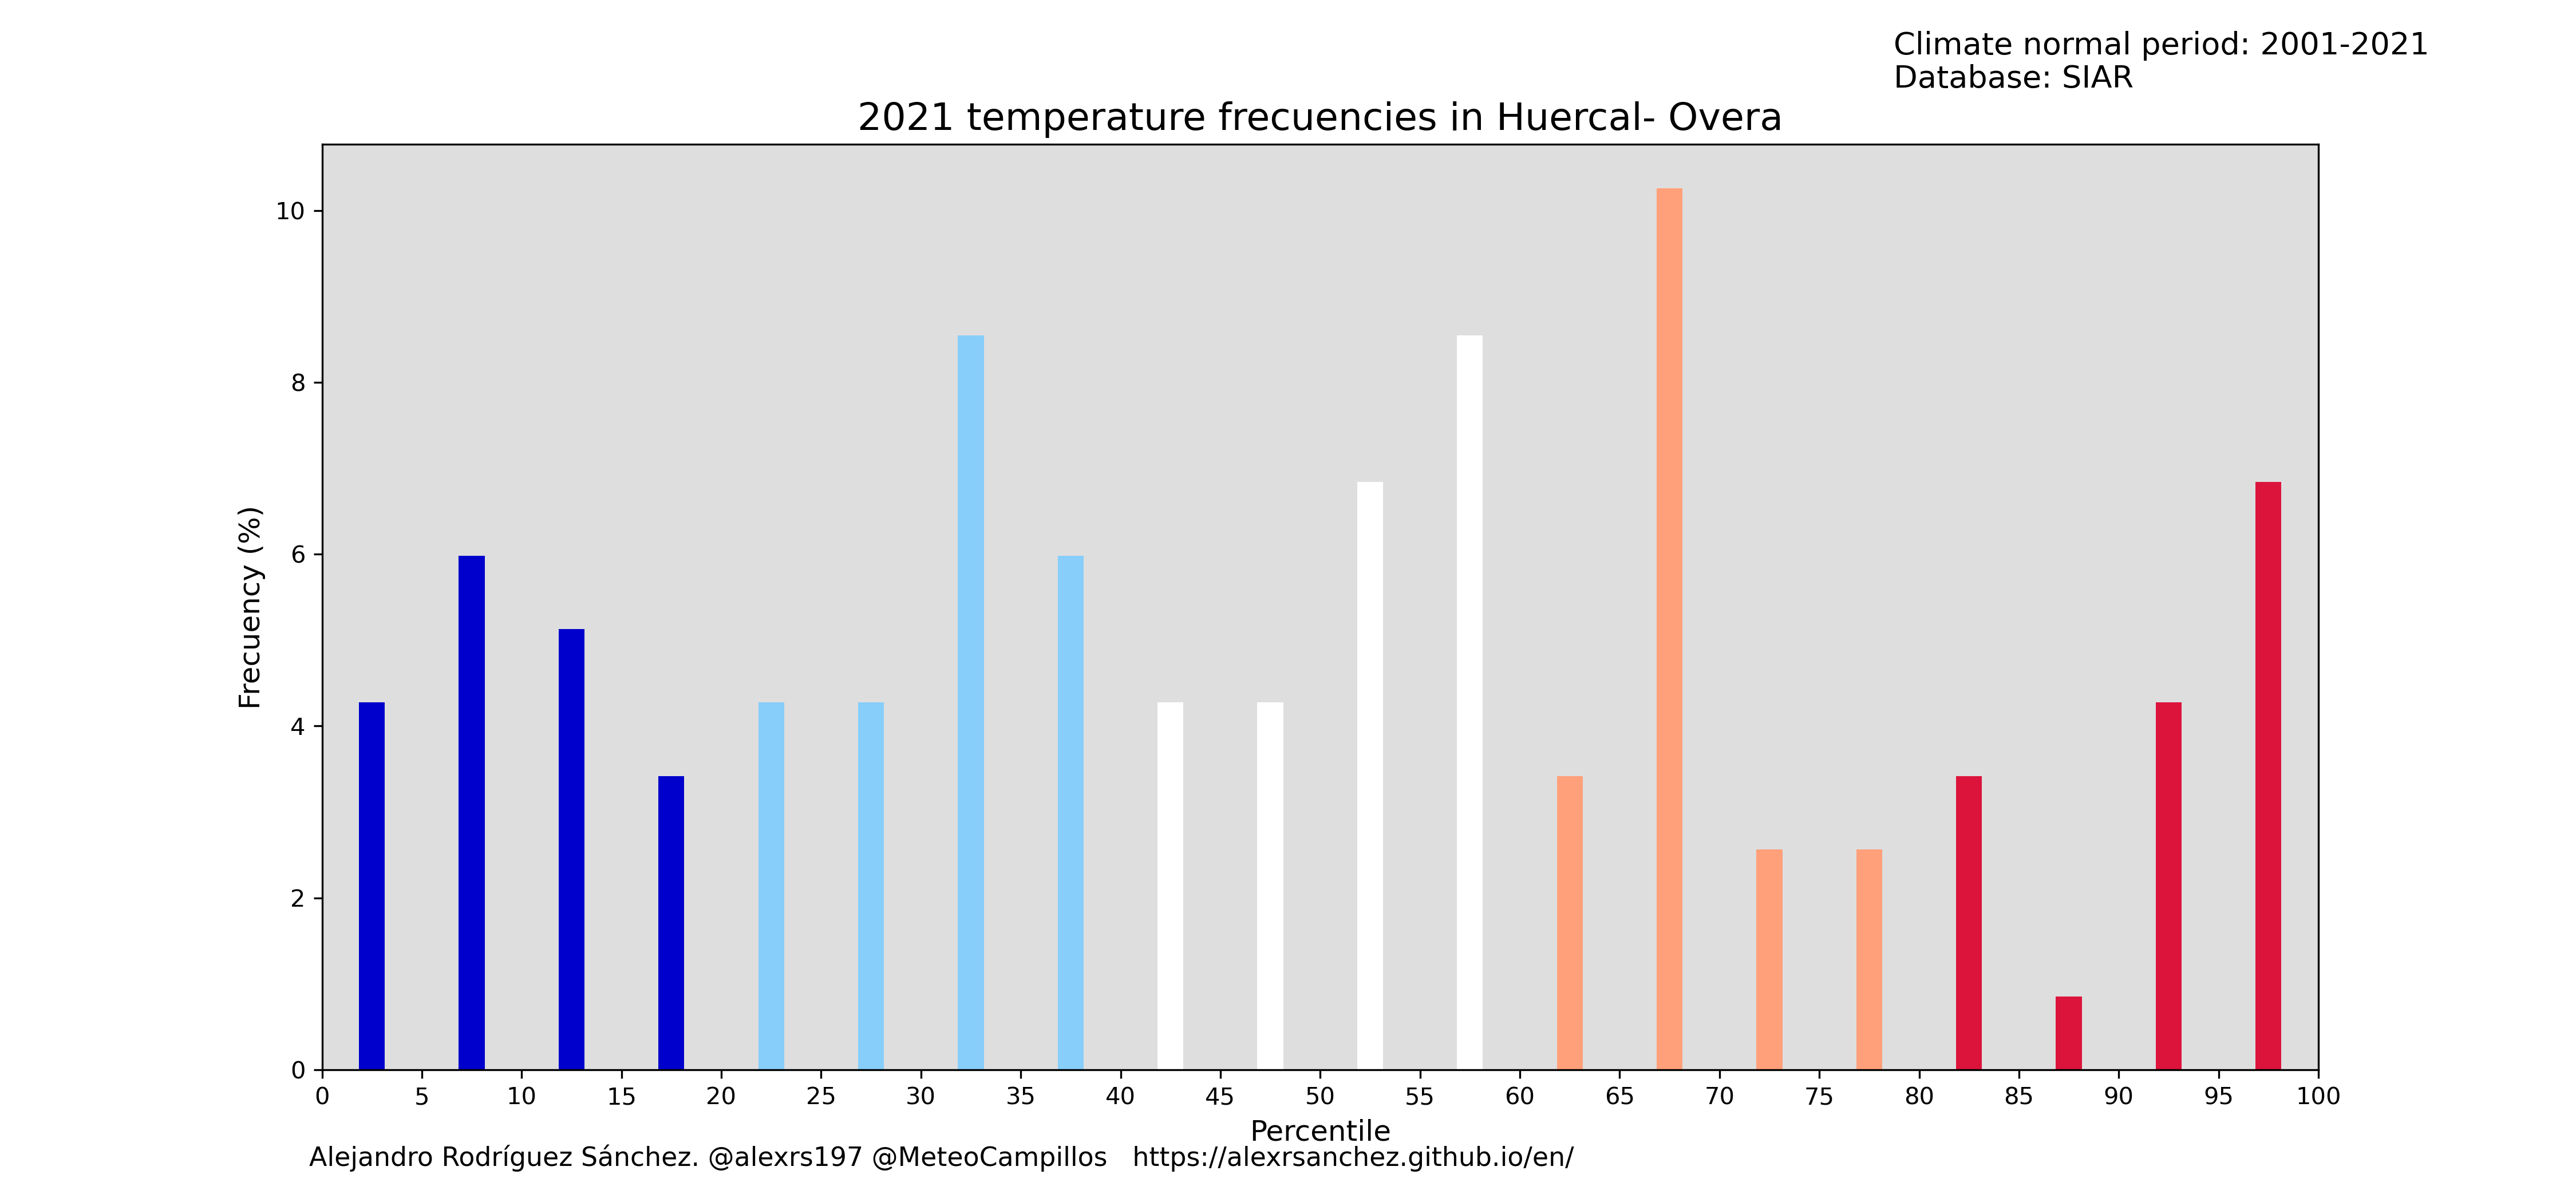 Climate normal period: 2001-2021
Database: SIAR
2021 temperature frecuencies in Huercal- Overa
Frecuency (%)
10
8
6
4
2
0
0 5 10 15 20 25 30 35 40 45 50 55 60 65 70 75 80 85 90 95 100
Percentile
Alejandro Rodríguez Sánchez. @alexrs197 @MeteoCampillos https://alexrsanchez.github.io/en/